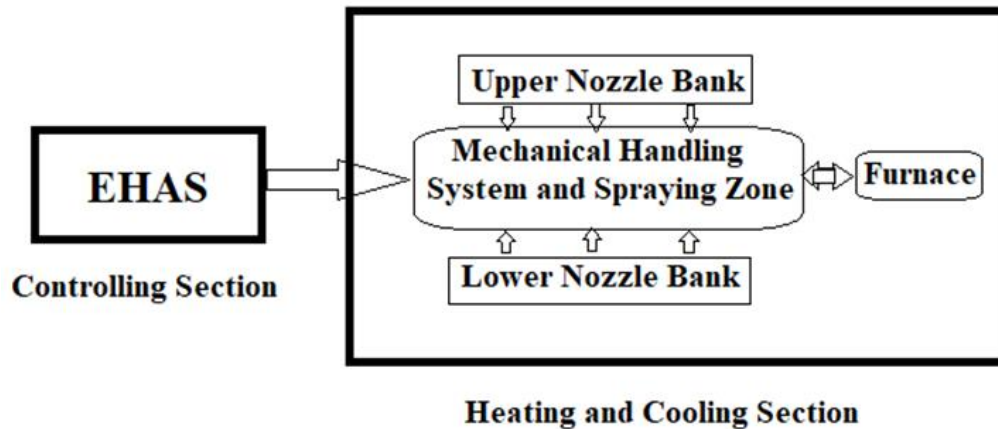 Upper Nozzle Bank
EHAS
Mechanical Handling
System and Spraying Zone
Furnace
Lower Nozzle Bank
Controlling Section
Heating and Cooling Section